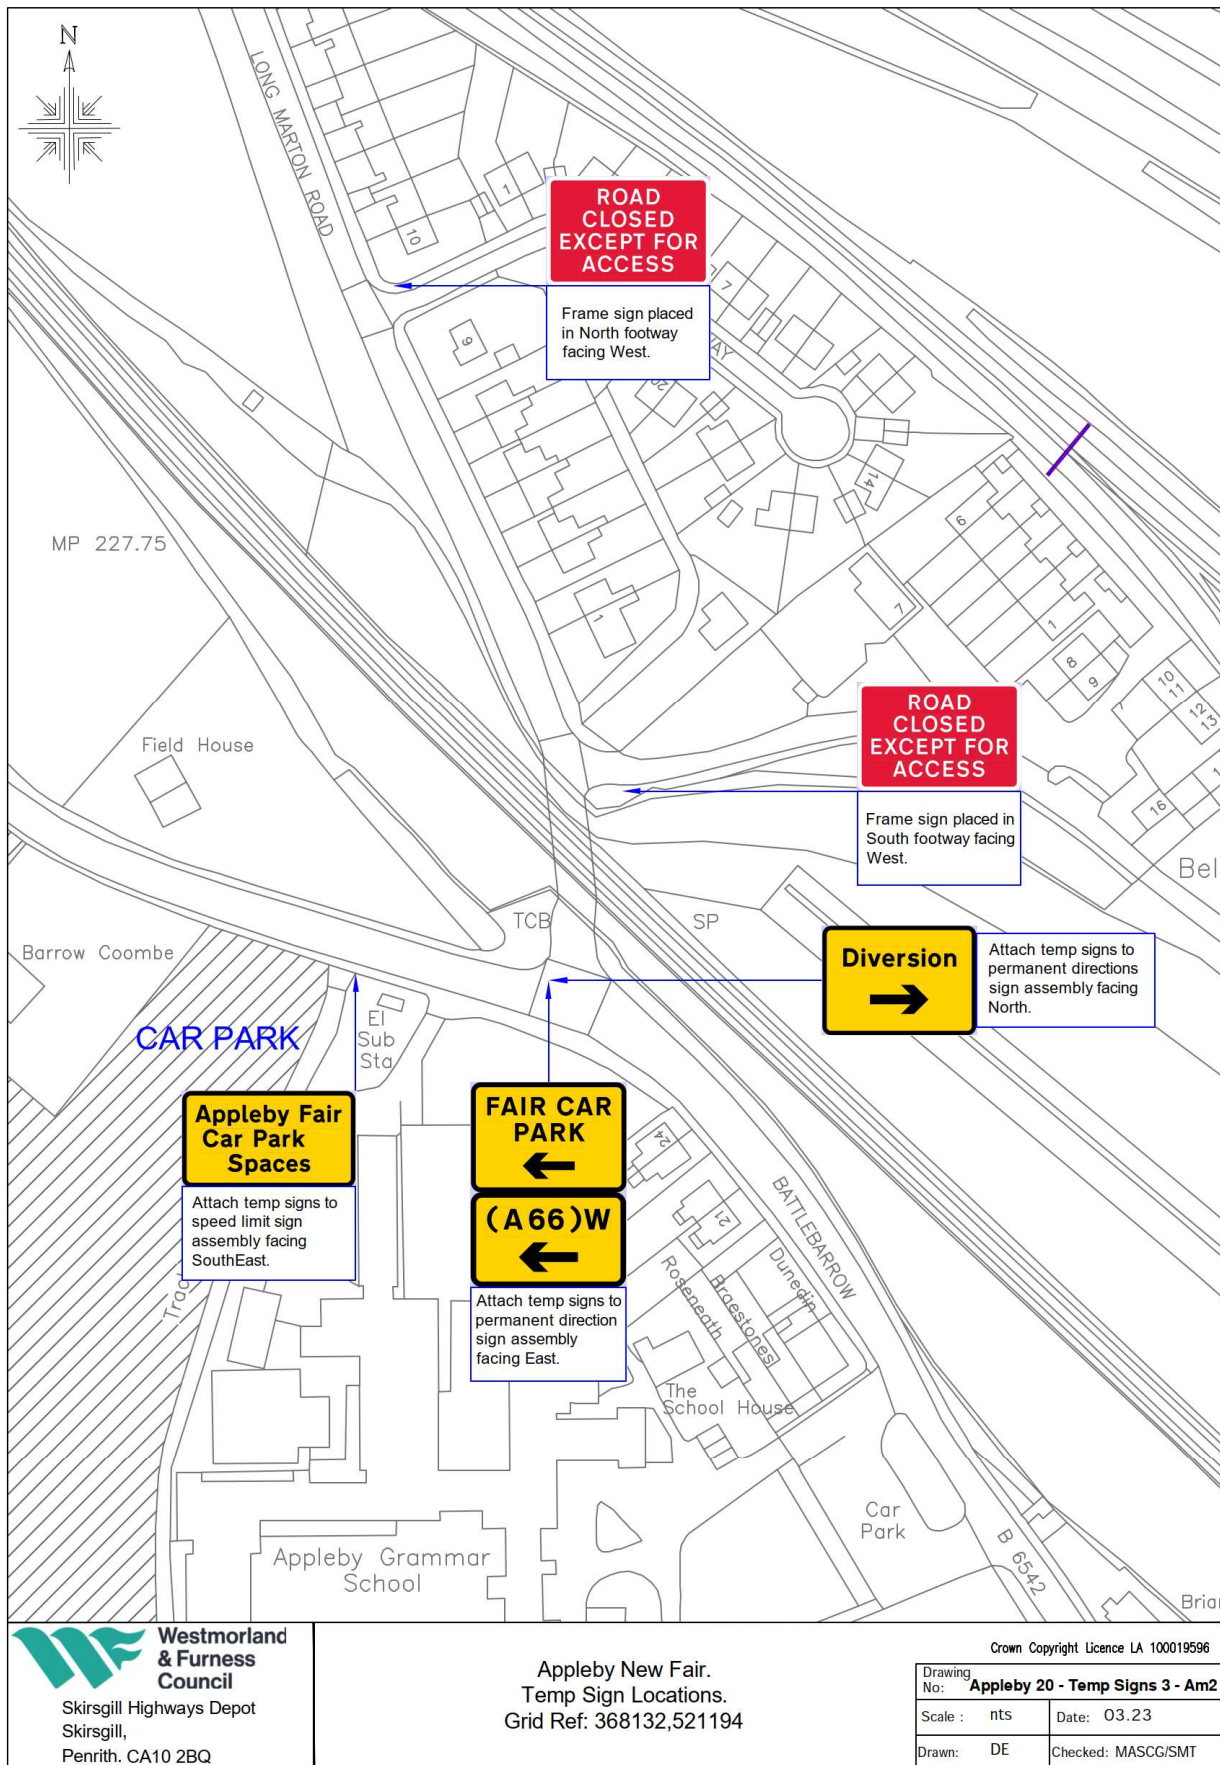 N
LONG MARTON ROAD
10
1
ROAD
CLOSED
EXCEPT FOR
ACCESS
Frame sign placed
in North footway
facing West.
7
9
20
14
6
1
7
1
8
9
10
11
12
13
16
MP 227.75
Field House
ROAD
CLOSED
EXCEPT FOR
ACCESS
Frame sign placed in
South footway facing
West.
Bel
TCB
SP
Barrow Coombe
CAR PARK
El
Sub
Sta
Diversion
Attach temp signs to
permanent directions
sign assembly facing
North.
Appleby Fair
Car Park
Spaces
Attach temp signs to
speed limit sign
assembly facing
SouthEast.
FAIR CAR
PARK
(A66)W
Attach temp signs to
permanent direction
sign assembly
facing East.
24
21
BATTLEBARROW
Roseneath
Braestones
Dunedin
The
School House
Car
Park
B 6542
Appleby Grammar
School
Westmorland
& Furness
Council
Skirsgill Highways Depot
Skirsgill,
Penrith. CA10 2BQ
Appleby New Fair.
Temp Sign Locations.
Grid Ref: 368132,521194
Crown Copyright Licence LA 100019596
Drawing No: Appleby 20 - Temp Signs 3 - Am2
Scale : nts Date: 03.23
Drawn: DE Checked: MASCG/SMT